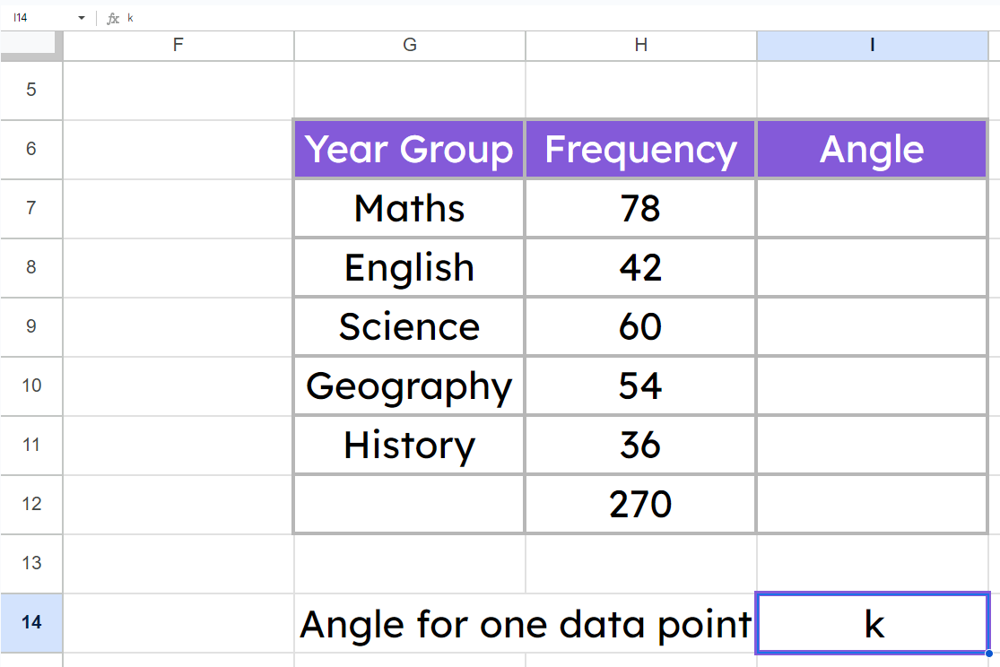 I14 fx k
F G H I
5
6 Year Group Frequency Angle
7 Maths 78
8 English 42
9 Science 60
10 Geography 54
11 History 36
12 270
13
14 Angle for one data point k